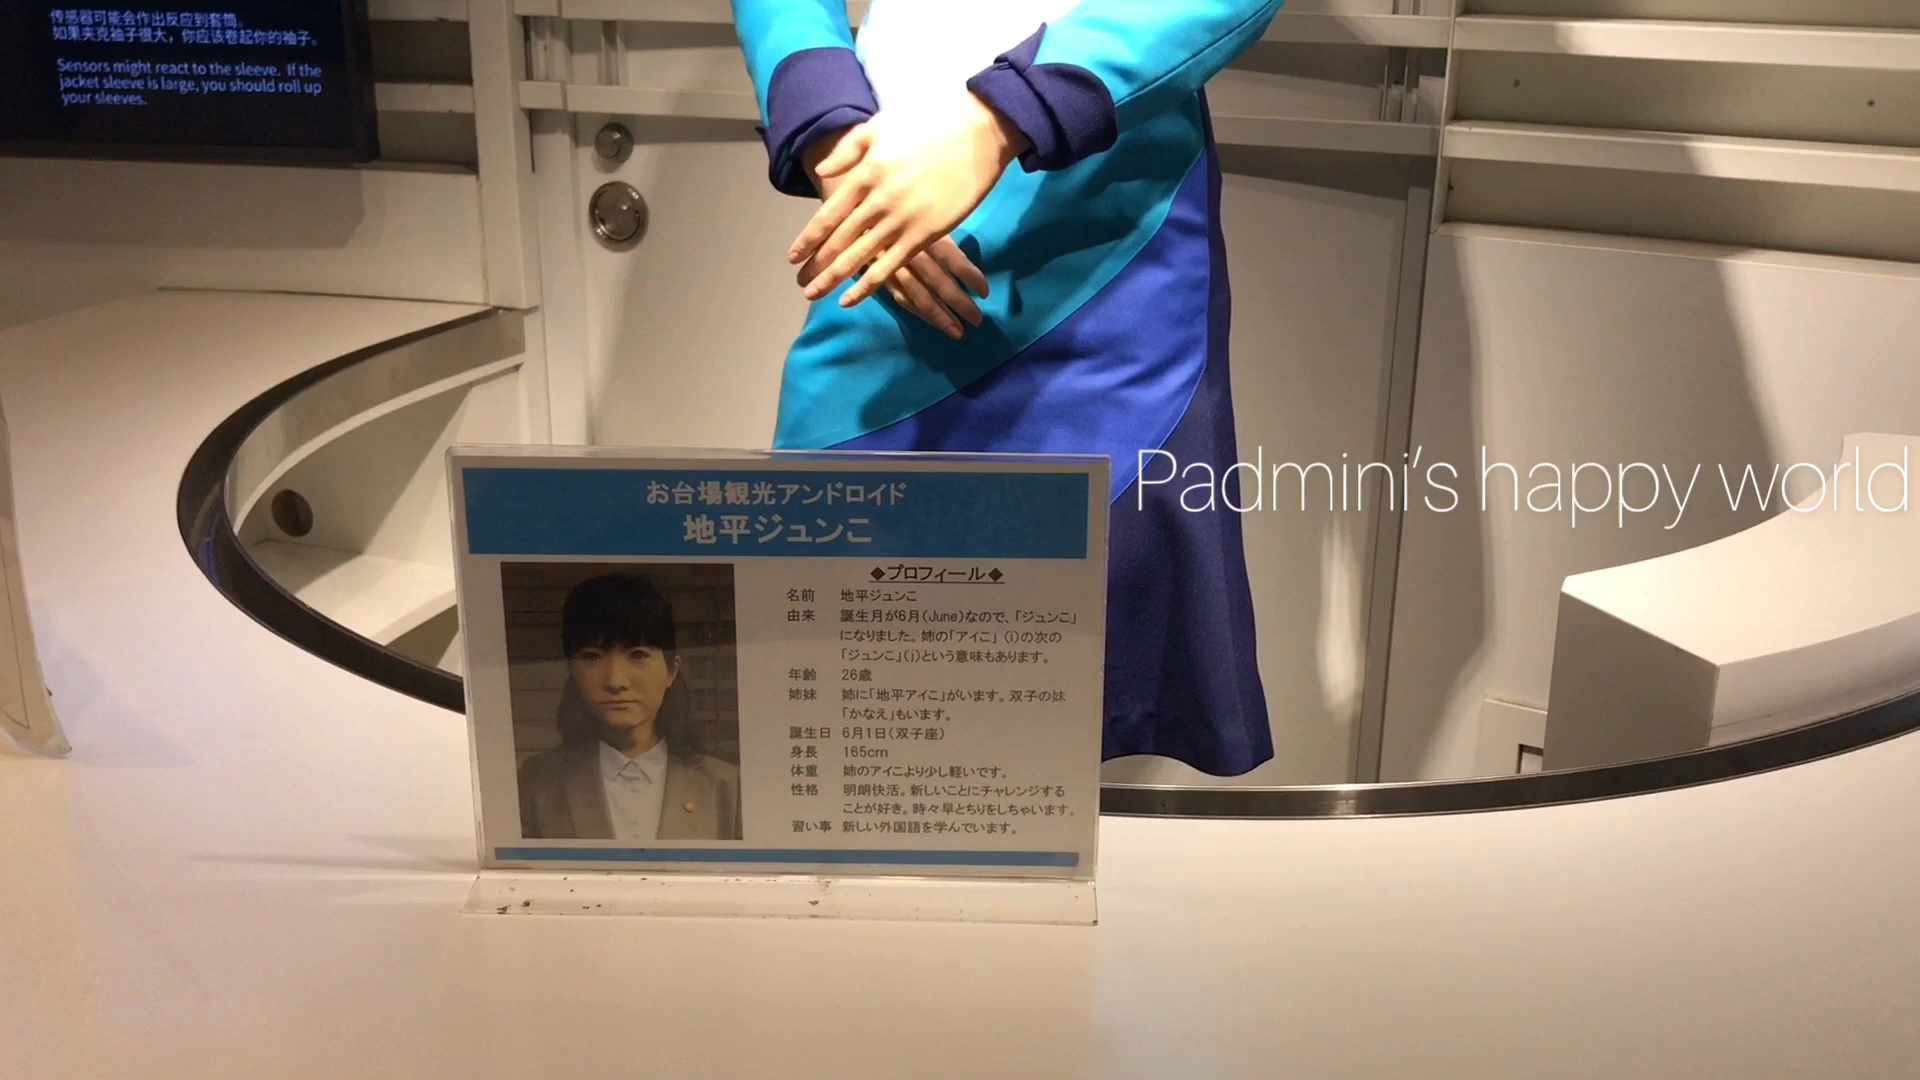 传感器可能会作出反应到套筒。
如果夹克袖子很大，你应该卷起你的袖子。
Sensors might react to the sleeve. If the
jacket sleeve is large, you should roll up
your sleeves.
Padmini's happy world
お台場観光アンドロイド
地平ジュンこ
◆プロフィール◆
名前 地平ジュンこ
由来 誕生月が6月(June)なので、「ジュンこ」
になりました。姉の「アイこ」(i)の次の
「ジュンこ」(j)という意味もあります。
年齢 26歳
姉妹 姉に「地平アイこ」がいます。双子の妹
「かなえ」もいます。
誕生日 6月1日(双子座)
身長 165cm
体重 姉のアイこより少し軽いです。
性格 明朗快活。新しいことにチャレンジする
ことが好き。時々早とちりをしちゃいます。
習い事 新しい外国語を学んでいます。